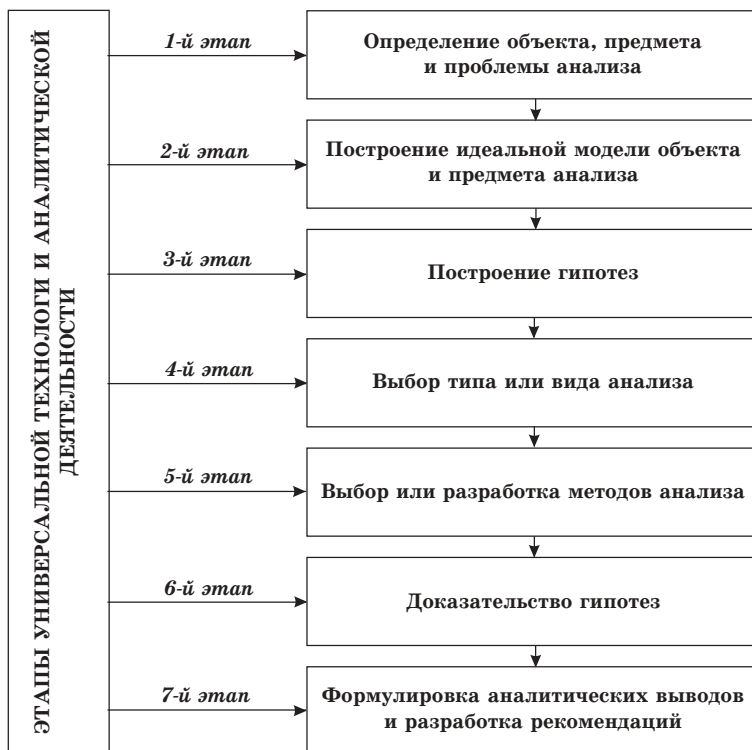 ЭТАПЫ УНИВЕРСАЛЬНОЙ ТЕХНОЛОГИ И АНАЛИТИЧЕСКОЙ
ДЕЯТЕЛЬНОСТИ
1-й этап
Определение объекта, предмета
и проблемы анализа
2-й этап
Построение идеальной модели объекта
и предмета анализа
3-й этап
Построение гипотез
4-й этап
Выбор типа или вида анализа
5-й этап
Выбор или разработка методов анализа
6-й этап
Доказательство гипотез
7-й этап
Формулировка аналитических выводов
и разработка рекомендаций